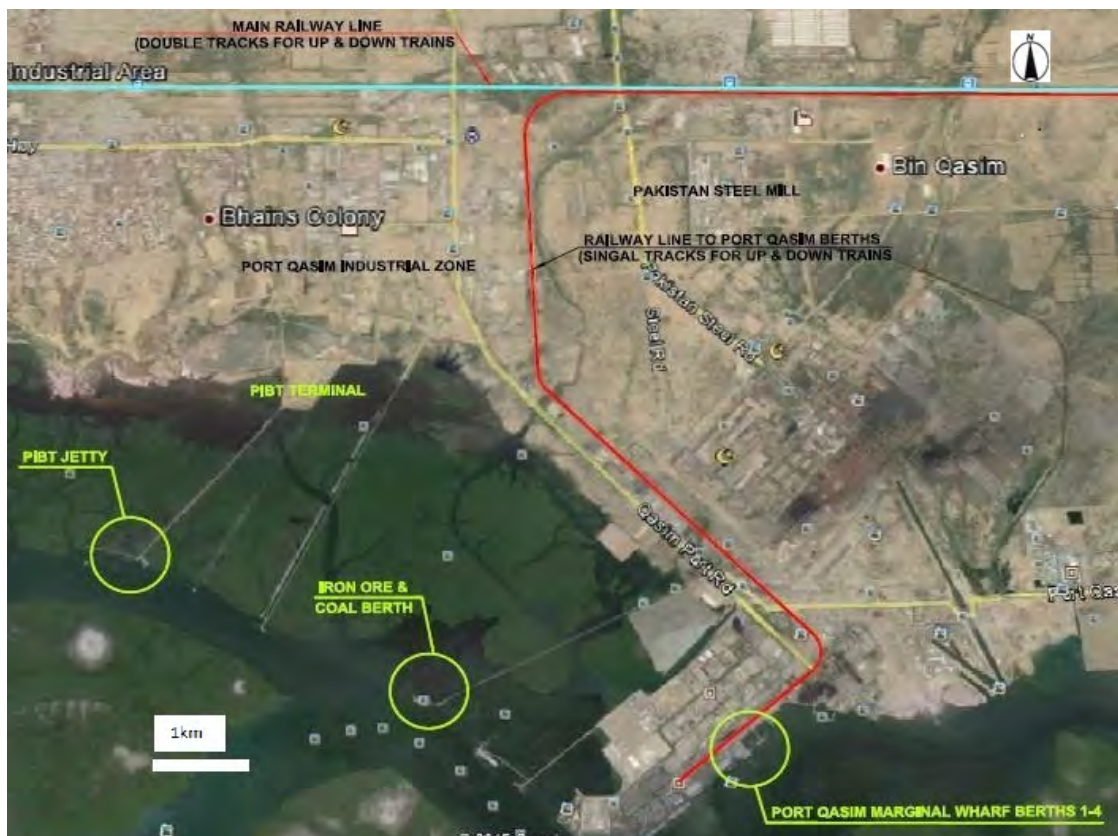 MAIN RAILWAY LINE
(DOUBLE TRACKS FOR UP & DOWN TRAINS
N
Industrial Area
Bin Qasim
PAKISTAN STEEL MILL
Bhains Colony
RAILWAY LINE TO PORT QASIM BERTHS
(SINGAL TRACKS FOR UP & DOWN TRAINS
PORT QASIM INDUSTRIAL ZONE
Pakistan Steel Rd
Steel Rd
PIBT TERMINAL
PIBT JETTY
Qasim Port Rd
IRON ORE &
COAL BERTH
Port Qas
1km
PORT QASIM MARGINAL WHARF BERTHS 1-4